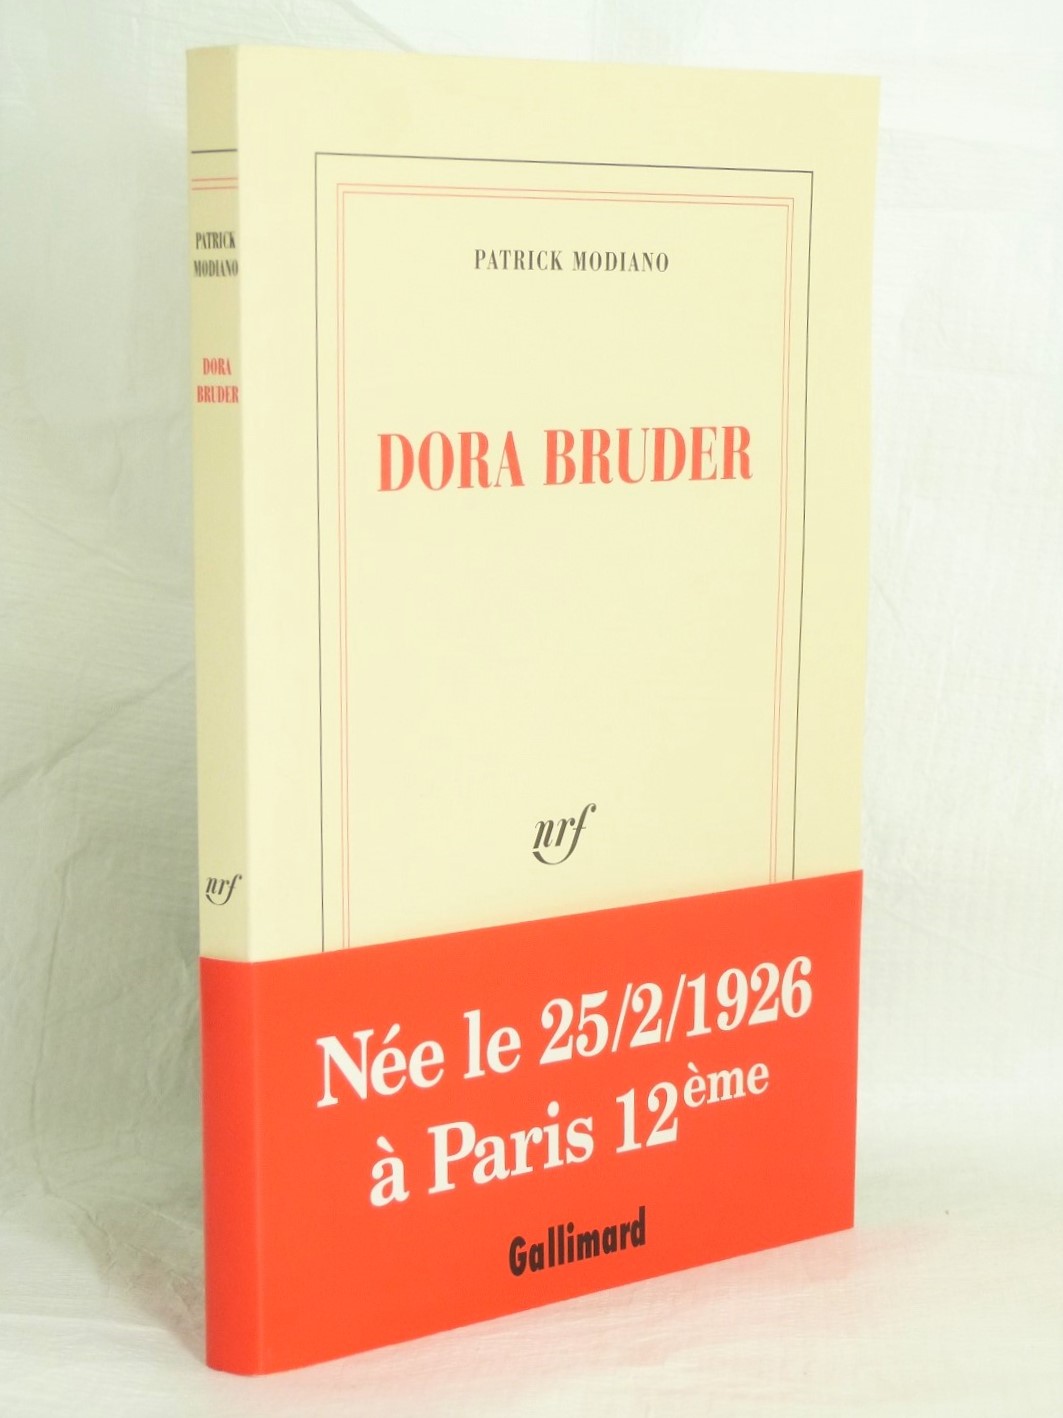 PATRICK
MODIANO
DORA
BRUDER
nrf
PATRICK MODIANO
DORA BRUDER
nrf
Née le 25/2/1926
à Paris 12ème
Gallimard